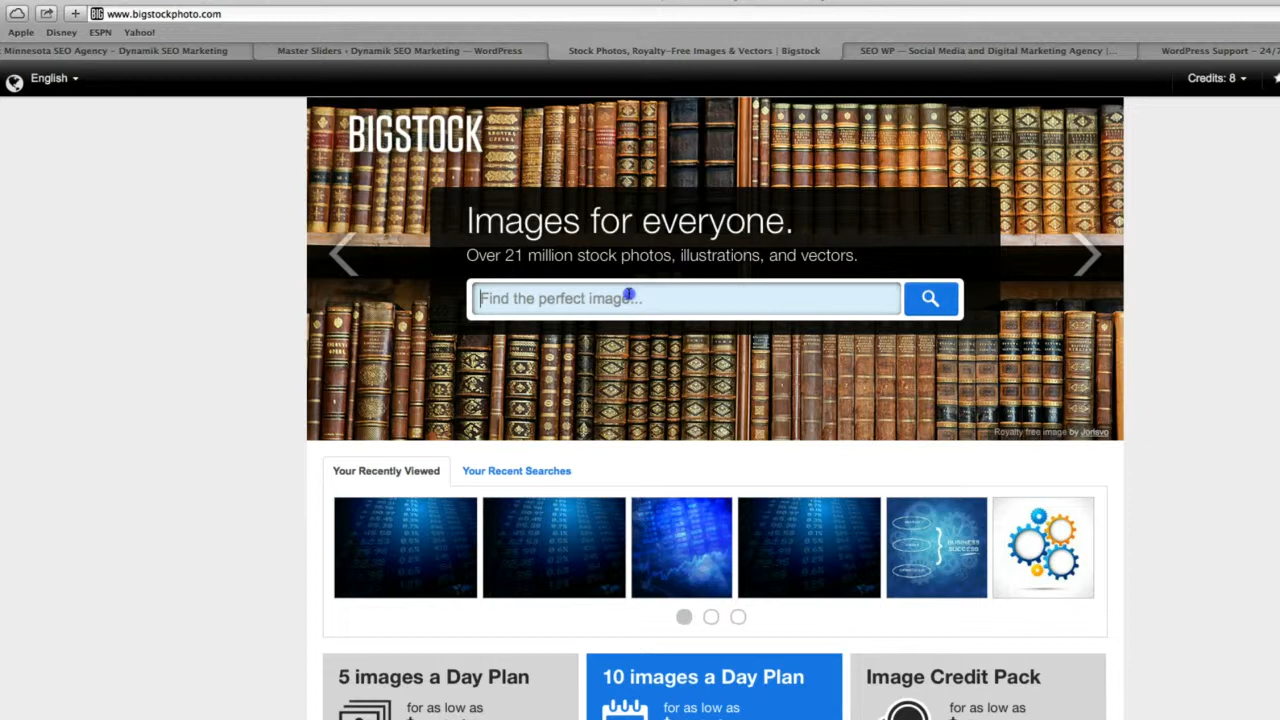 www.bigstockphoto.com
Apple Disney ESPN Yahoo!
Minnesota SEO Agency – Dynamik SEO Marketing Master Sliders ‹ Dynamik SEO Marketing — WordPress Stock Photos, Royalty-Free Images & Vectors | Bigstock SEO WP — Social Media and Digital Marketing Agency |... WordPress Support – 24/7
English Credits: 8
BIGSTOCK
Images for everyone.
Over 21 million stock photos, illustrations, and vectors.
Find the perfect image...
Royalty free image by Jorisvo
Your Recently Viewed Your Recent Searches
BUSINESS
SUCCESS
5 images a Day Plan 10 images a Day Plan Image Credit Pack
for as low as for as low as for as low as